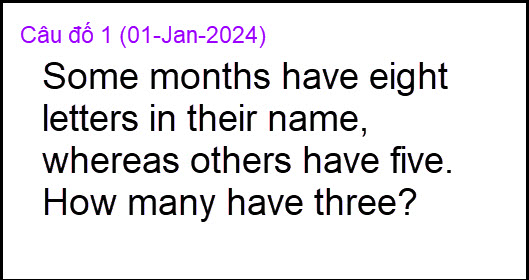 Câu đố 1 (01-Jan-2024)
Some months have eight
letters in their name,
whereas others have five.
How many have three?